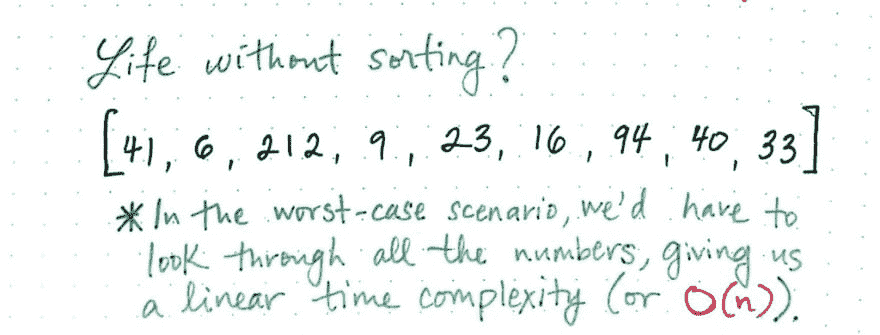 Life without sorting?
[41, 6, 212, 9, 23, 16, 94, 40, 33]
* In the worst-case scenario, we'd have to
look through all the numbers, giving us
a linear time complexity (or O(n)).